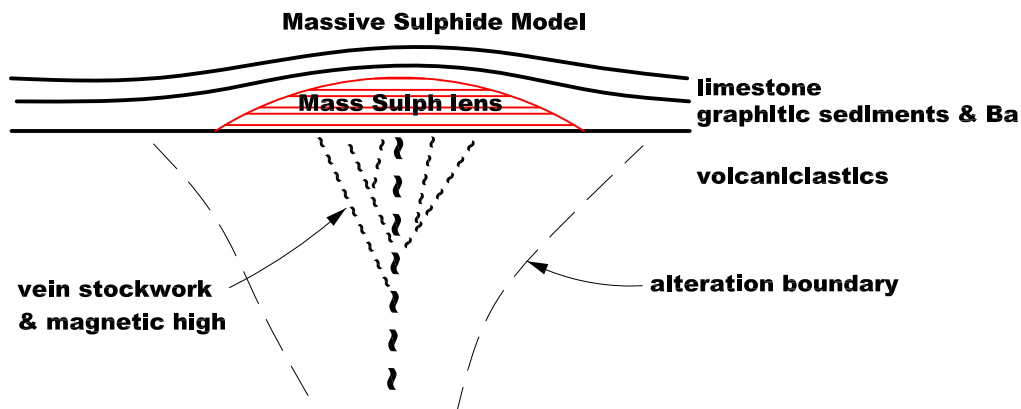 Massive Sulphide Model
Mass Sulph lens
limestone
graphitic sediments & Ba
volcaniclastics
vein stockwork
& magnetic high
alteration boundary